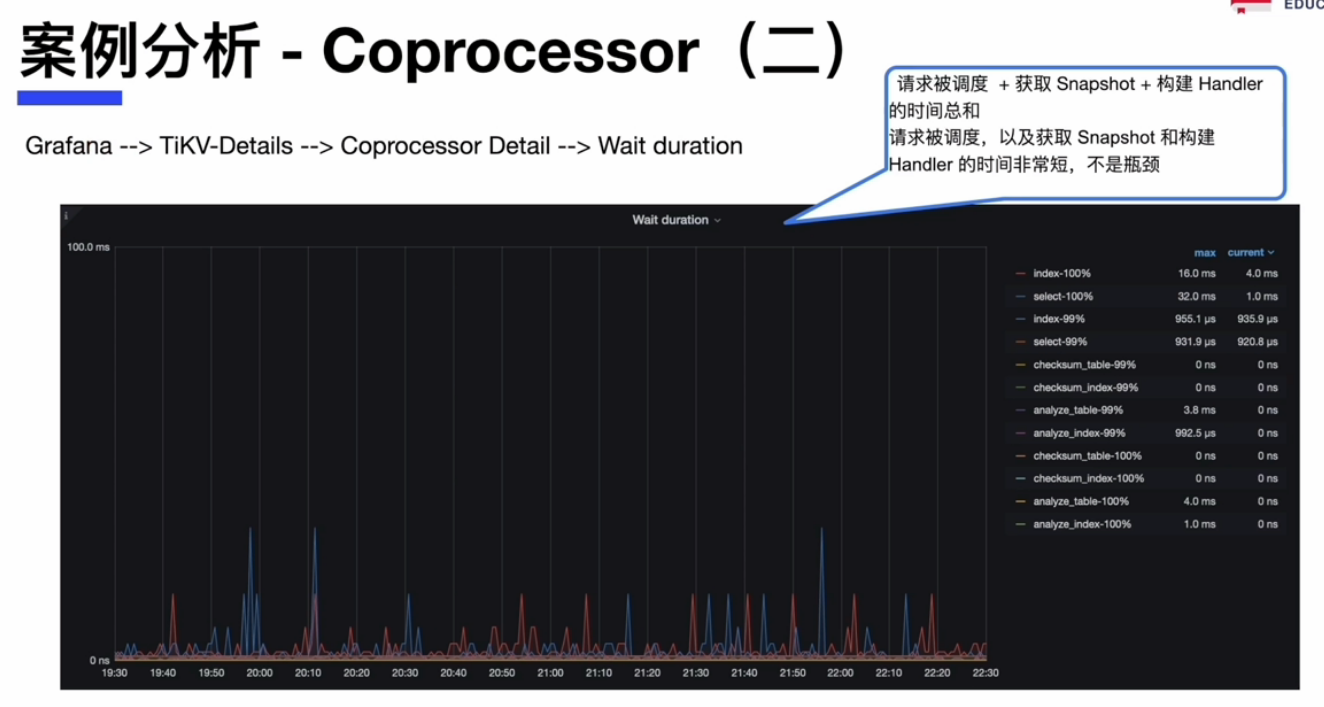 EDUC
案例分析 - Coprocessor（二）
请求被调度 + 获取 Snapshot + 构建 Handler
的时间总和
请求被调度，以及获取 Snapshot 和构建
Handler 的时间非常短，不是瓶颈
Grafana --> TiKV-Details --> Coprocessor Detail --> Wait duration
i
Wait duration
100.0 ms
0 ns
19:30 19:40 19:50 20:00 20:10 20:20 20:30 20:40 20:50 21:00 21:10 21:20 21:30 21:40 21:50 22:00 22:10 22:20 22:30
max current
index-100% 16.0 ms 4.0 ms
select-100% 32.0 ms 1.0 ms
index-99% 955.1 µs 935.9 µs
select-99% 931.9 µs 920.8 µs
checksum_table-99% 0 ns 0 ns
checksum_index-99% 0 ns 0 ns
analyze_table-99% 3.8 ms 0 ns
analyze_index-99% 992.5 µs 0 ns
checksum_table-100% 0 ns 0 ns
checksum_index-100% 0 ns 0 ns
analyze_table-100% 4.0 ms 0 ns
analyze_index-100% 1.0 ms 0 ns